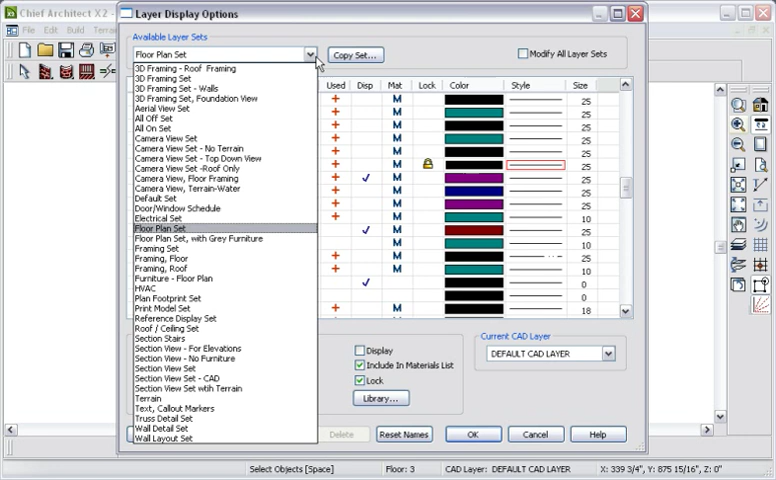 Chief Architect X2
Layer Display Options
File
Edit
Build
Available Layer Sets
Floor Plan Set
Copy Set...
Modify All Layer Sets
Used
Disp
Mat
Lock
Color
Style
Size
3D Framing - Roof Framing
3D Framing Set
3D Framing Set - Walls
3D Framing Set, Foundation View
Aerial View Set
All Off Set
All On Set
Camera View Set
Camera View Set - No Terrain
Camera View Set - Top Down View
Camera View Set -Roof Only
Camera View, Floor Framing
Camera View, Terrain-Water
Default Set
Door/Window Schedule
Electrical Set
Floor Plan Set
Floor Plan Set, with Grey Furniture
Framing Set
Framing, Floor
Framing, Roof
Furniture - Floor Plan
HVAC
Plan Footprint Set
Print Model Set
Reference Display Set
Roof / Ceiling Set
Section Stairs
Section View - For Elevations
Section View - No Furniture
Section View Set
Section View Set - CAD
Section View Set with Terrain
Terrain
Text, Callout Markers
Truss Detail Set
Wall Detail Set
Wall Layout Set
M 25
M 25
M 25
M 25
M 25
M 25
M 25
M 25
M 25
M 10
M 25
M 10
M 25
M 10
0
0
M 18
Display
Include In Materials List
Lock
Library...
Current CAD Layer
DEFAULT CAD LAYER
Delete
Reset Names
OK
Cancel
Help
Select Objects [Space]
Floor: 3
CAD Layer: DEFAULT CAD LAYER
X: 339 3/4", Y: 875 15/16", Z: 0"